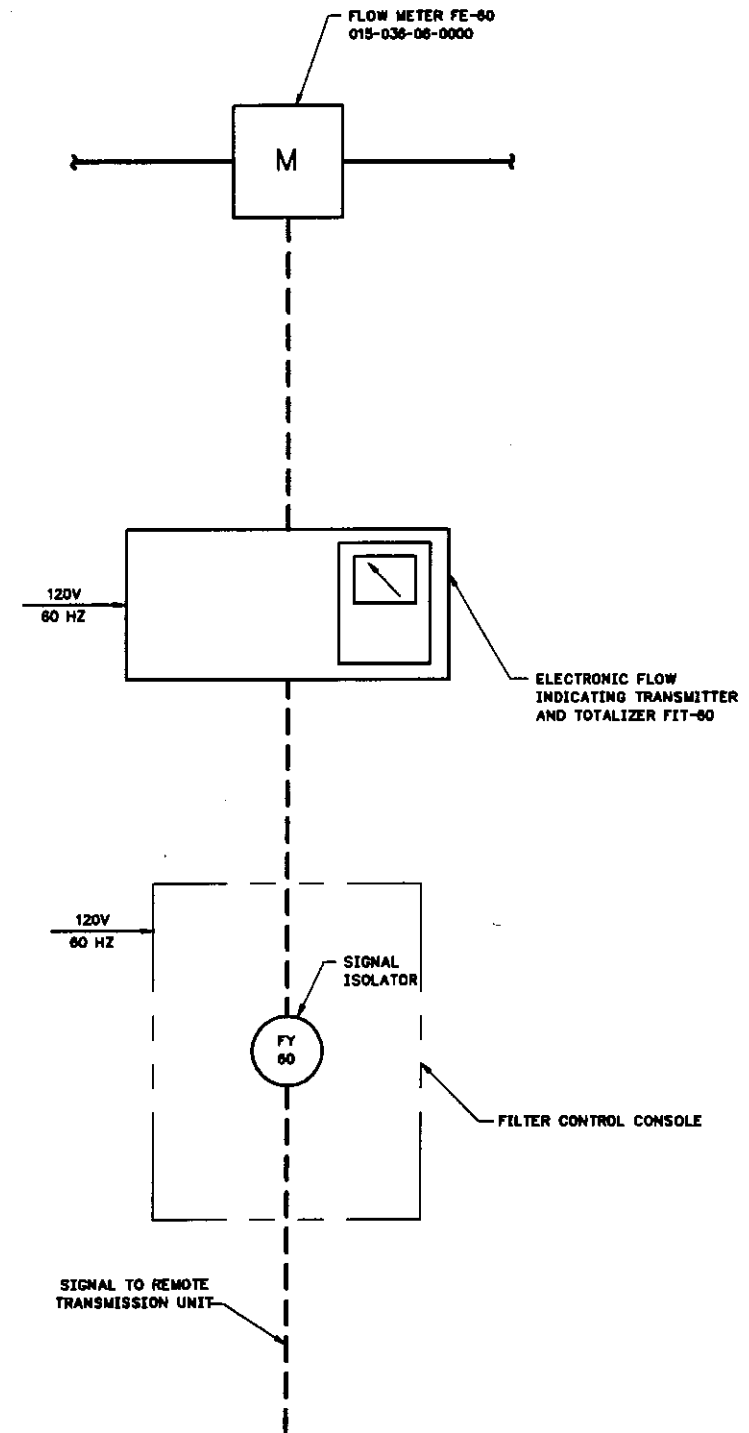 FLOW METER FE-60
015-036-06-0000
M
120V
60 HZ
ELECTRONIC FLOW
INDICATING TRANSMITTER
AND TOTALIZER FIT-60
120V
60 HZ
SIGNAL
ISOLATOR
FY
60
FILTER CONTROL CONSOLE
SIGNAL TO REMOTE
TRANSMISSION UNIT